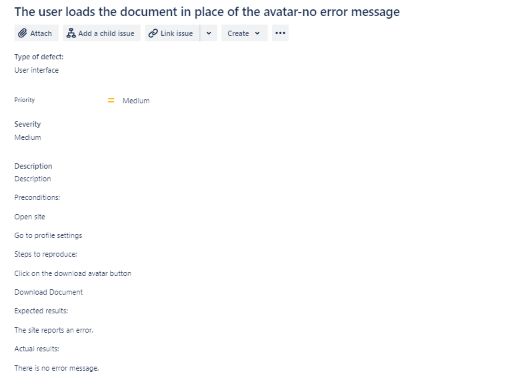 The user loads the document in place of the avatar-no error message
Attach Add a child issue Link issue Create •••
Type of defect:
User interface
Priority = Medium
Severity
Medium
Description
Description
Preconditions:
Open site
Go to profile settings
Steps to reproduce:
Click on the download avatar button
Download Document
Expected results:
The site reports an error.
Actual results:
There is no error message.